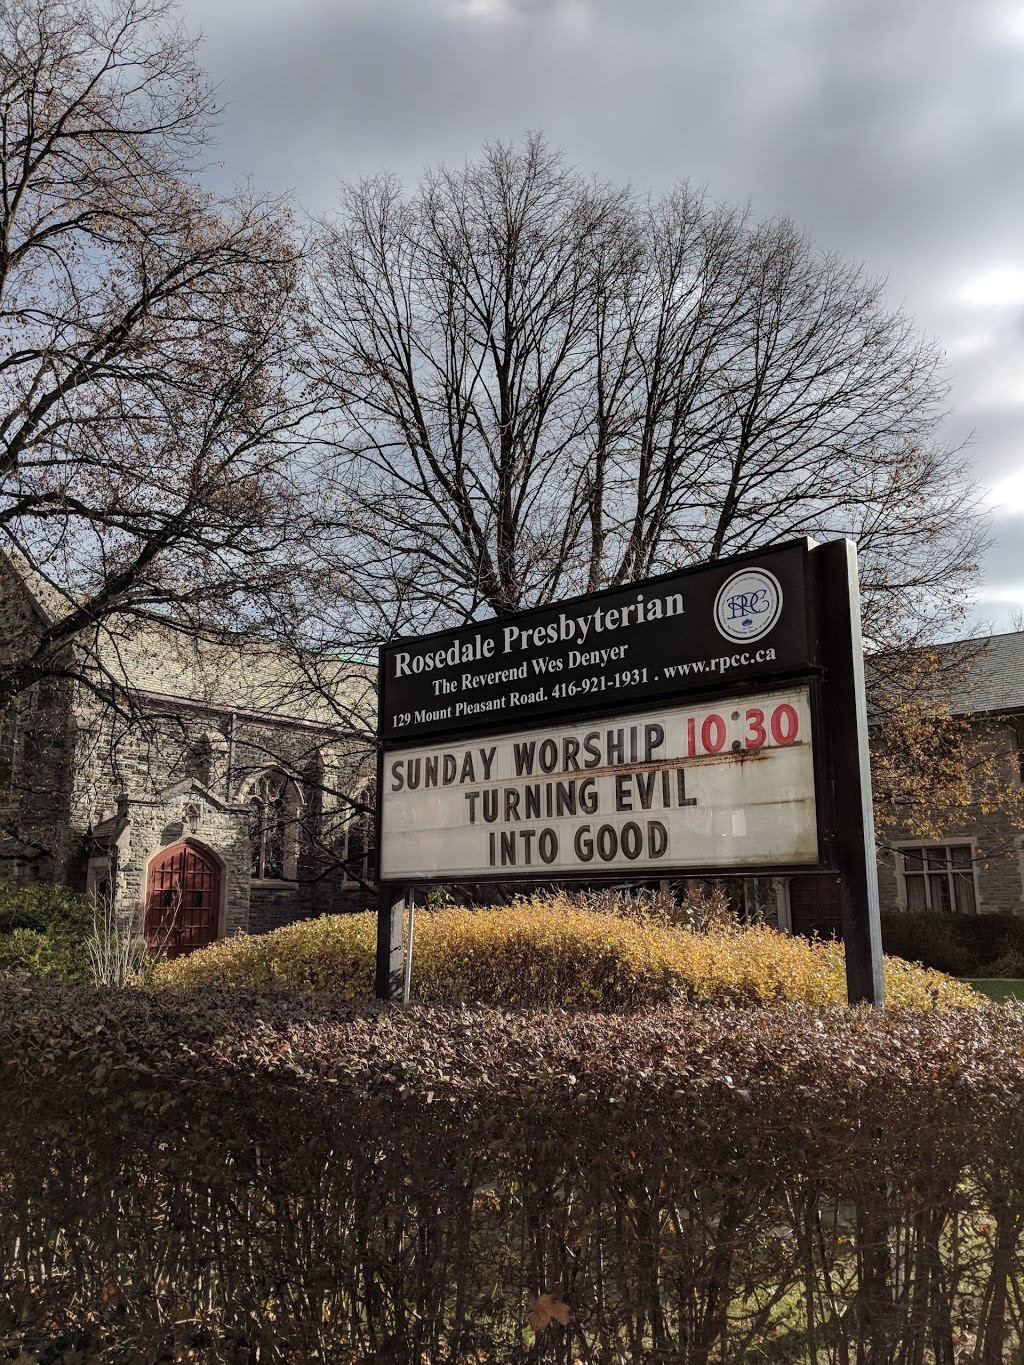 Rosedale Presbyterian
The Reverend Wes Denyer
129 Mount Pleasant Road. 416-921-1931 . www.rpcc.ca
SUNDAY WORSHIP 10:30
TURNING EVIL
INTO GOOD